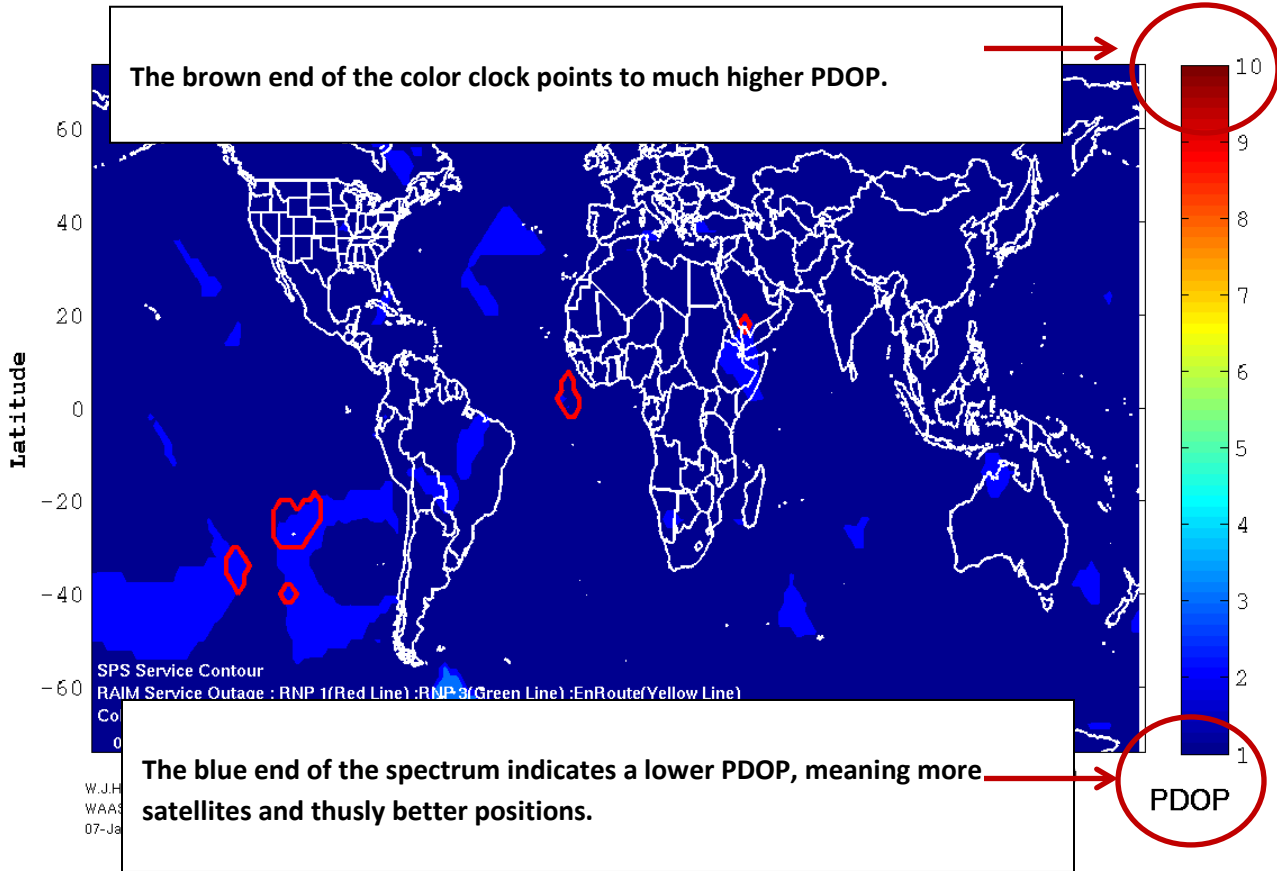 The brown end of the color clock points to much higher PDOP.
10
9
8
7
6
5
4
3
2
1
PDOP
60
40
20
0
-20
-40
-60
Latitude
SPS Service Contour
RAIM Service Outage : RNP 1(Red Line) :RNP 3(Green Line) :EnRoute(Yellow Line)
The blue end of the spectrum indicates a lower PDOP, meaning more
satellites and thusly better positions.
W.J.H
WAAS
07-Ja